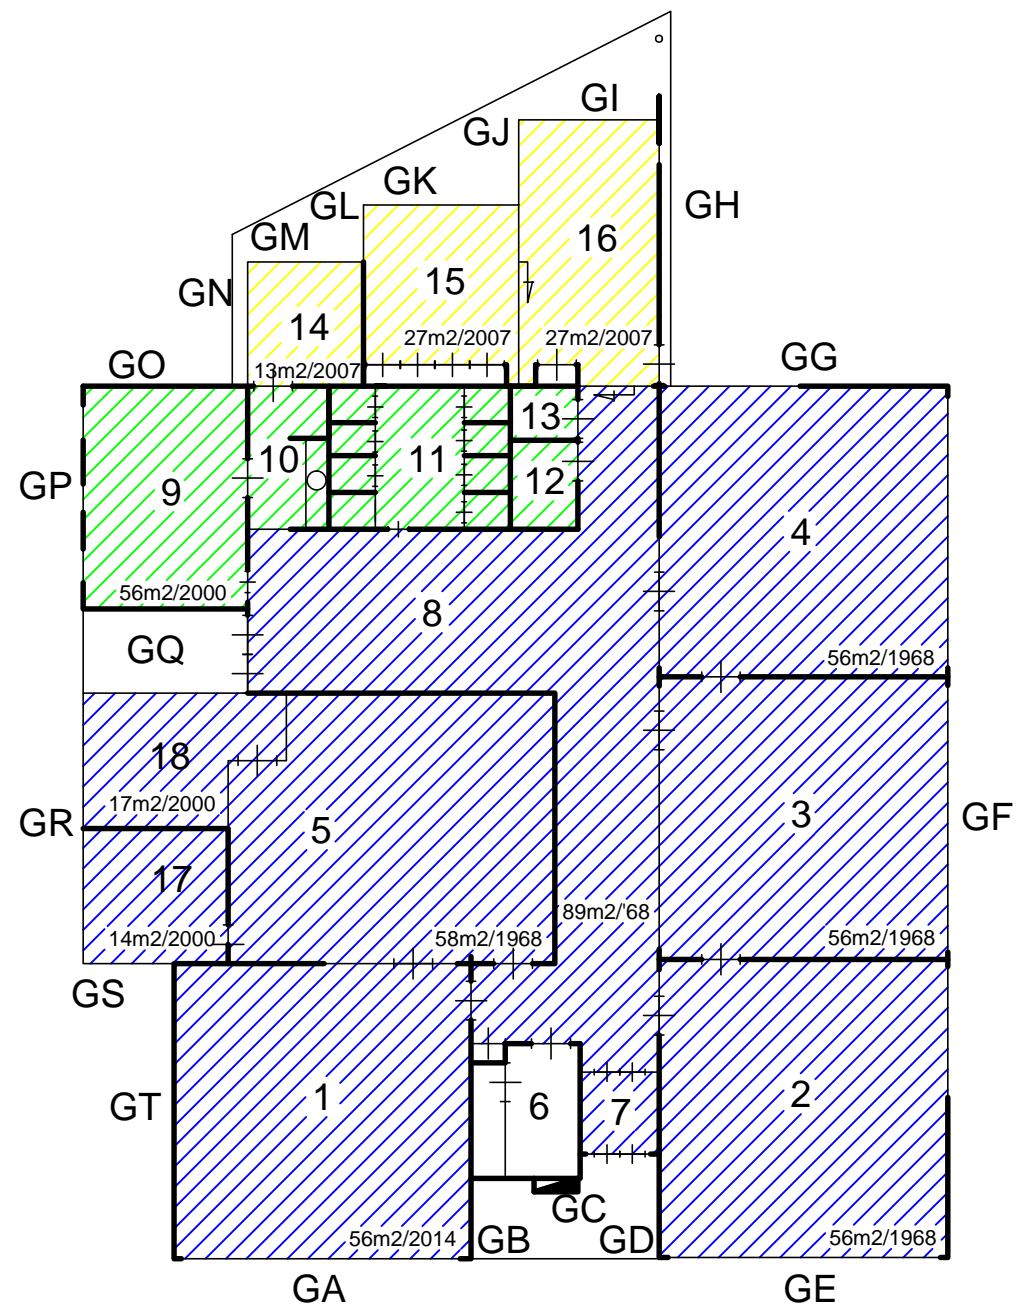 GI
GJ
GK
GL
GH
GM
16
15
GN
14
27m2/2007
27m2/2007
GG
GO
13m2/2007
13
10
11
12
GP
9
4
56m2/2000
8
GQ
56m2/1968
18
17m2/2000
GR
5
3
GF
17
89m2/'68
14m2/2000
58m2/1968
56m2/1968
GS
GT
1
6
7
2
GC
56m2/2014
GB
GD
56m2/1968
GA
GE